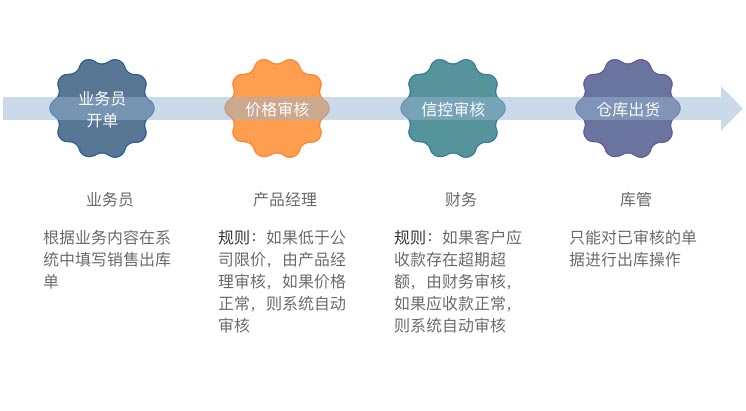 业务员
开单
价格审核
信控审核
仓库出货
业务员
产品经理
财务
库管
根据业务内容在系
统中填写销售出库
单
规则：如果低于公
司限价，由产品经
理审核，如果价格
正常，则系统自动
审核
规则：如果客户应
收款存在超期超
额，由财务审核，
如果应收款正常，
则系统自动审核
只能对已审核的单
据进行出库操作